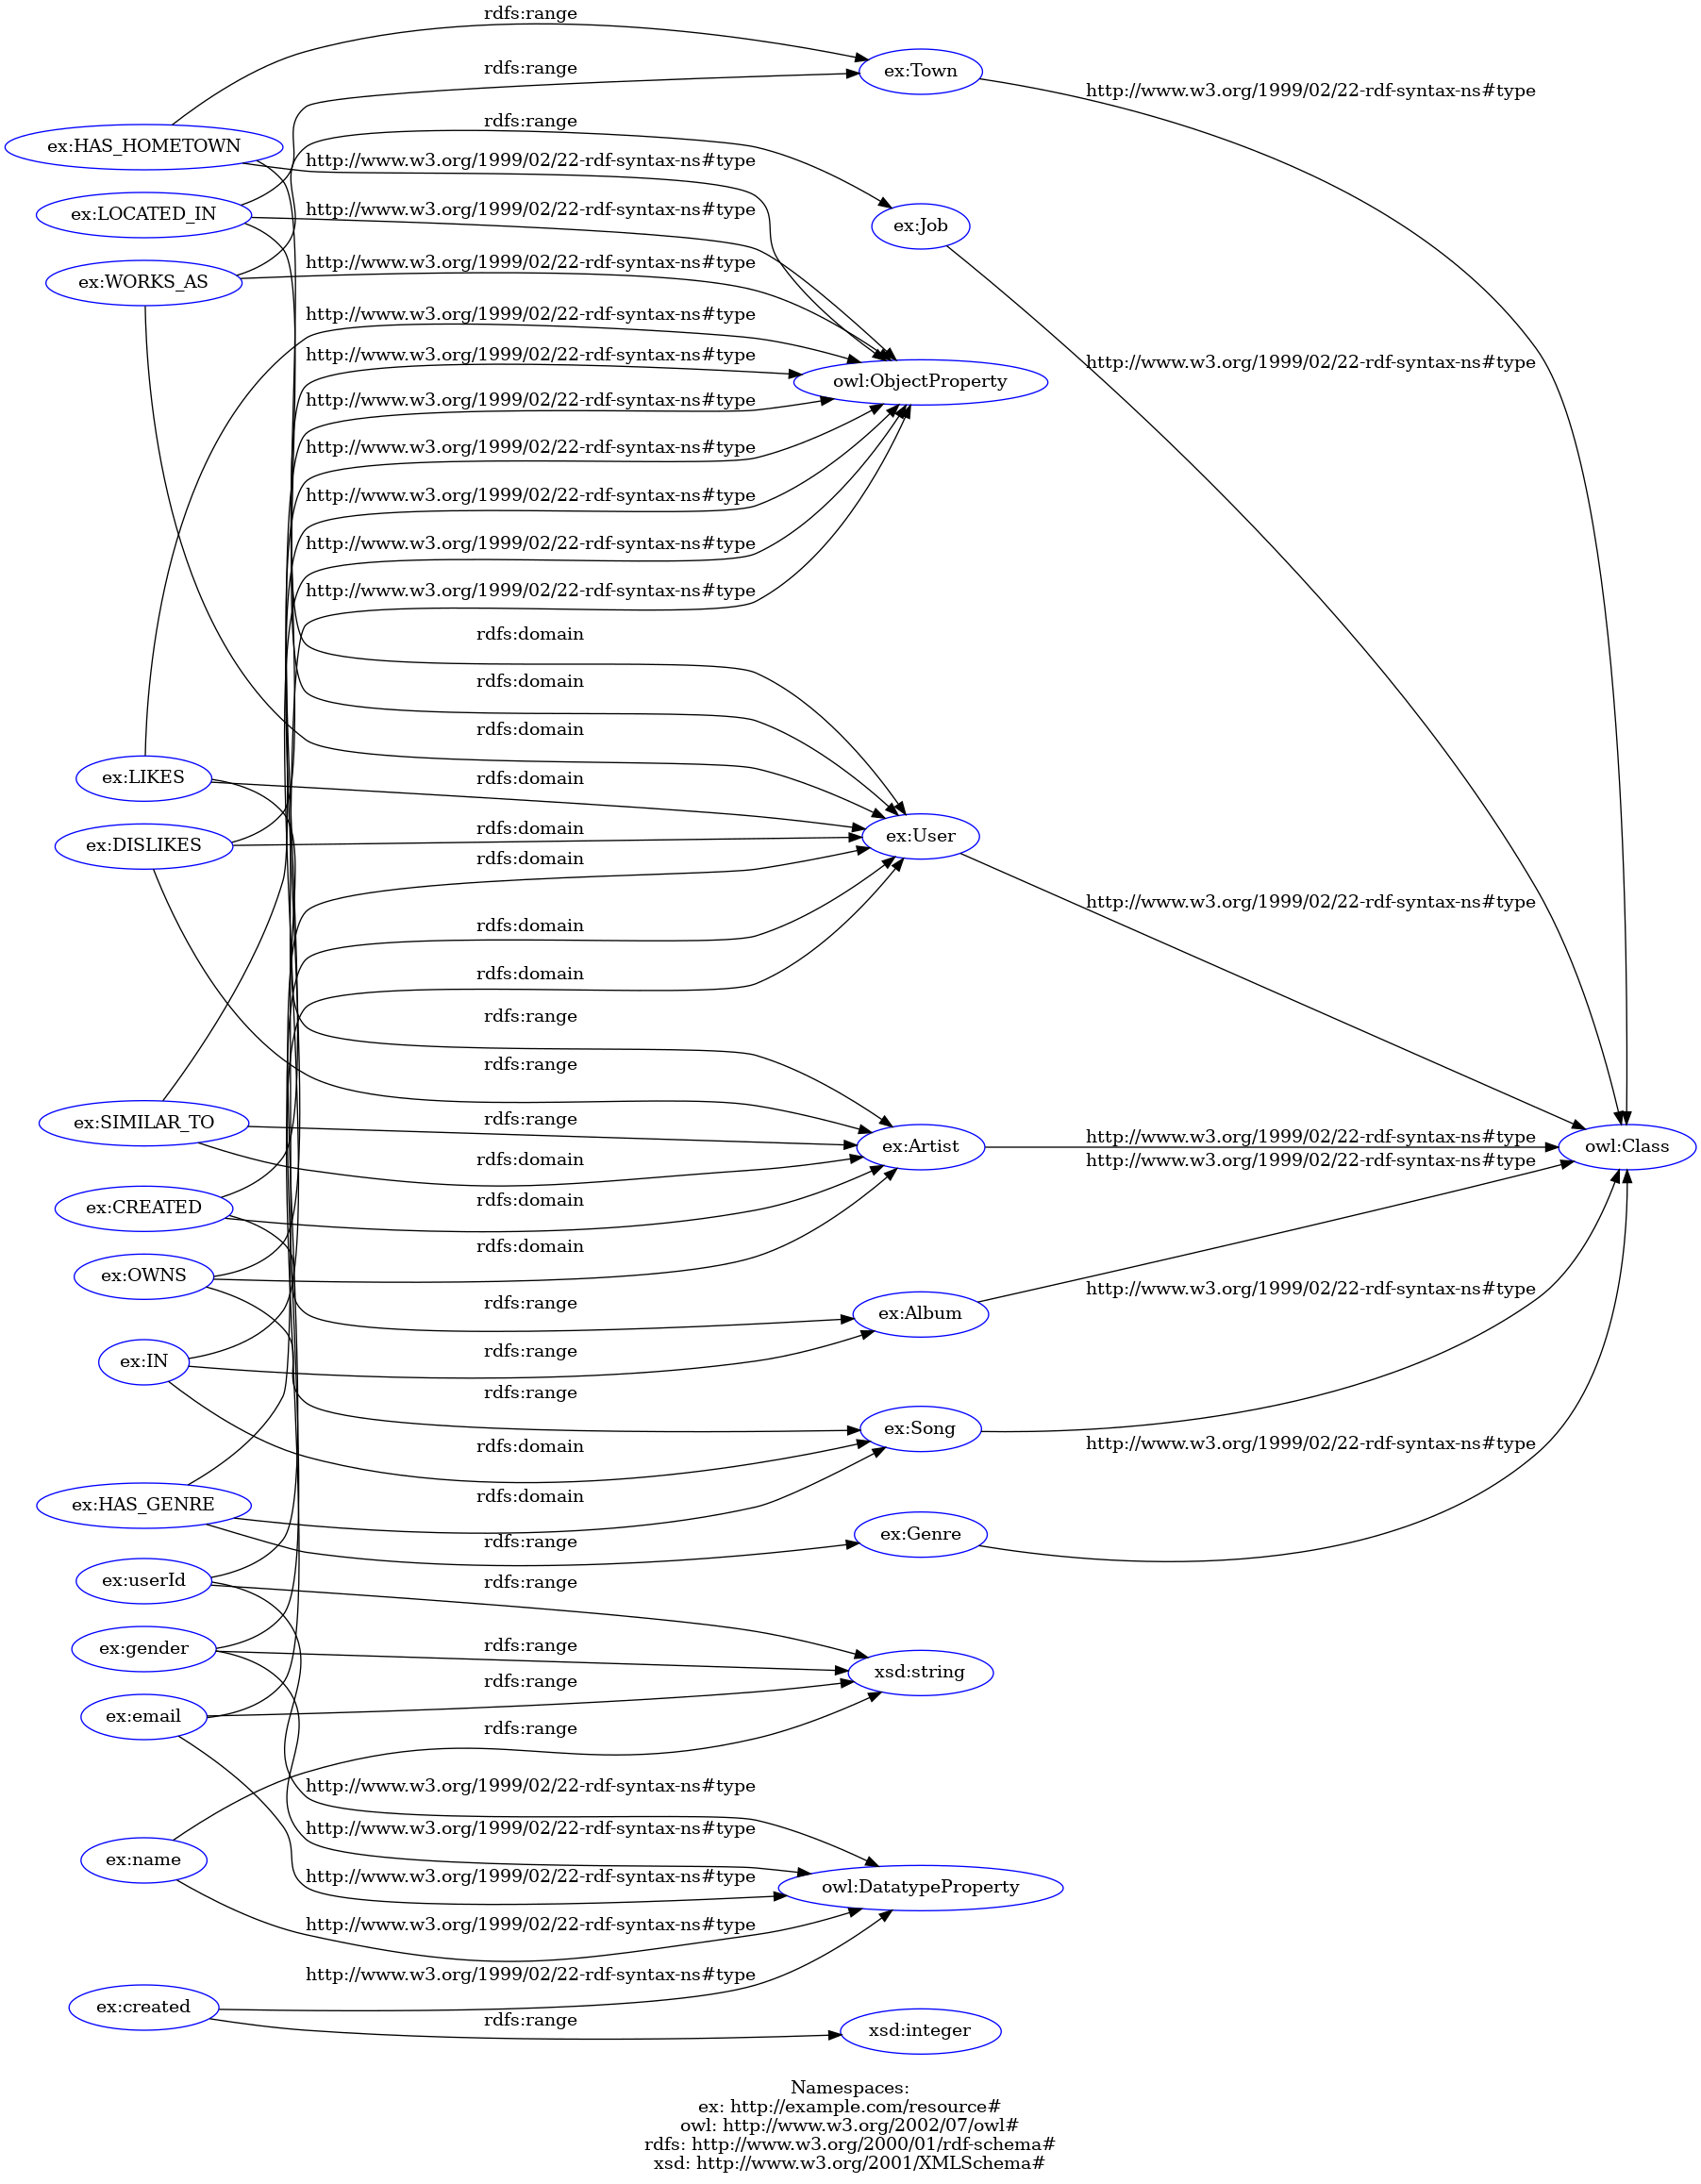 rdfs:range
ex:Town
rdfs:range
http://www.w3.org/1999/02/22-rdf-syntax-ns#type
rdfs:range
ex:HAS_HOMETOWN
http://www.w3.org/1999/02/22-rdf-syntax-ns#type
ex:LOCATED_IN
http://www.w3.org/1999/02/22-rdf-syntax-ns#type
ex:Job
http://www.w3.org/1999/02/22-rdf-syntax-ns#type
ex:WORKS_AS
http://www.w3.org/1999/02/22-rdf-syntax-ns#type
http://www.w3.org/1999/02/22-rdf-syntax-ns#type
http://www.w3.org/1999/02/22-rdf-syntax-ns#type
owl:ObjectProperty
http://www.w3.org/1999/02/22-rdf-syntax-ns#type
http://www.w3.org/1999/02/22-rdf-syntax-ns#type
http://www.w3.org/1999/02/22-rdf-syntax-ns#type
http://www.w3.org/1999/02/22-rdf-syntax-ns#type
http://www.w3.org/1999/02/22-rdf-syntax-ns#type
rdfs:domain
rdfs:domain
rdfs:domain
ex:LIKES
rdfs:domain
rdfs:domain
ex:User
ex:DISLIKES
rdfs:domain
http://www.w3.org/1999/02/22-rdf-syntax-ns#type
rdfs:domain
rdfs:domain
rdfs:range
rdfs:range
ex:SIMILAR_TO
rdfs:range
http://www.w3.org/1999/02/22-rdf-syntax-ns#type
ex:Artist
owl:Class
rdfs:domain
http://www.w3.org/1999/02/22-rdf-syntax-ns#type
rdfs:domain
ex:CREATED
rdfs:domain
ex:OWNS
http://www.w3.org/1999/02/22-rdf-syntax-ns#type
rdfs:range
ex:Album
rdfs:range
ex:IN
rdfs:range
ex:Song
rdfs:domain
http://www.w3.org/1999/02/22-rdf-syntax-ns#type
rdfs:domain
ex:HAS_GENRE
ex:Genre
rdfs:range
ex:userId
rdfs:range
ex:gender
rdfs:range
xsd:string
rdfs:range
ex:email
rdfs:range
http://www.w3.org/1999/02/22-rdf-syntax-ns#type
http://www.w3.org/1999/02/22-rdf-syntax-ns#type
ex:name
http://www.w3.org/1999/02/22-rdf-syntax-ns#type
owl:DatatypeProperty
http://www.w3.org/1999/02/22-rdf-syntax-ns#type
http://www.w3.org/1999/02/22-rdf-syntax-ns#type
ex:created
rdfs:range
xsd:integer
Namespaces:
ex: http://example.com/resource#
owl: http://www.w3.org/2002/07/owl#
rdfs: http://www.w3.org/2000/01/rdf-schema#
xsd: http://www.w3.org/2001/XMLSchema#